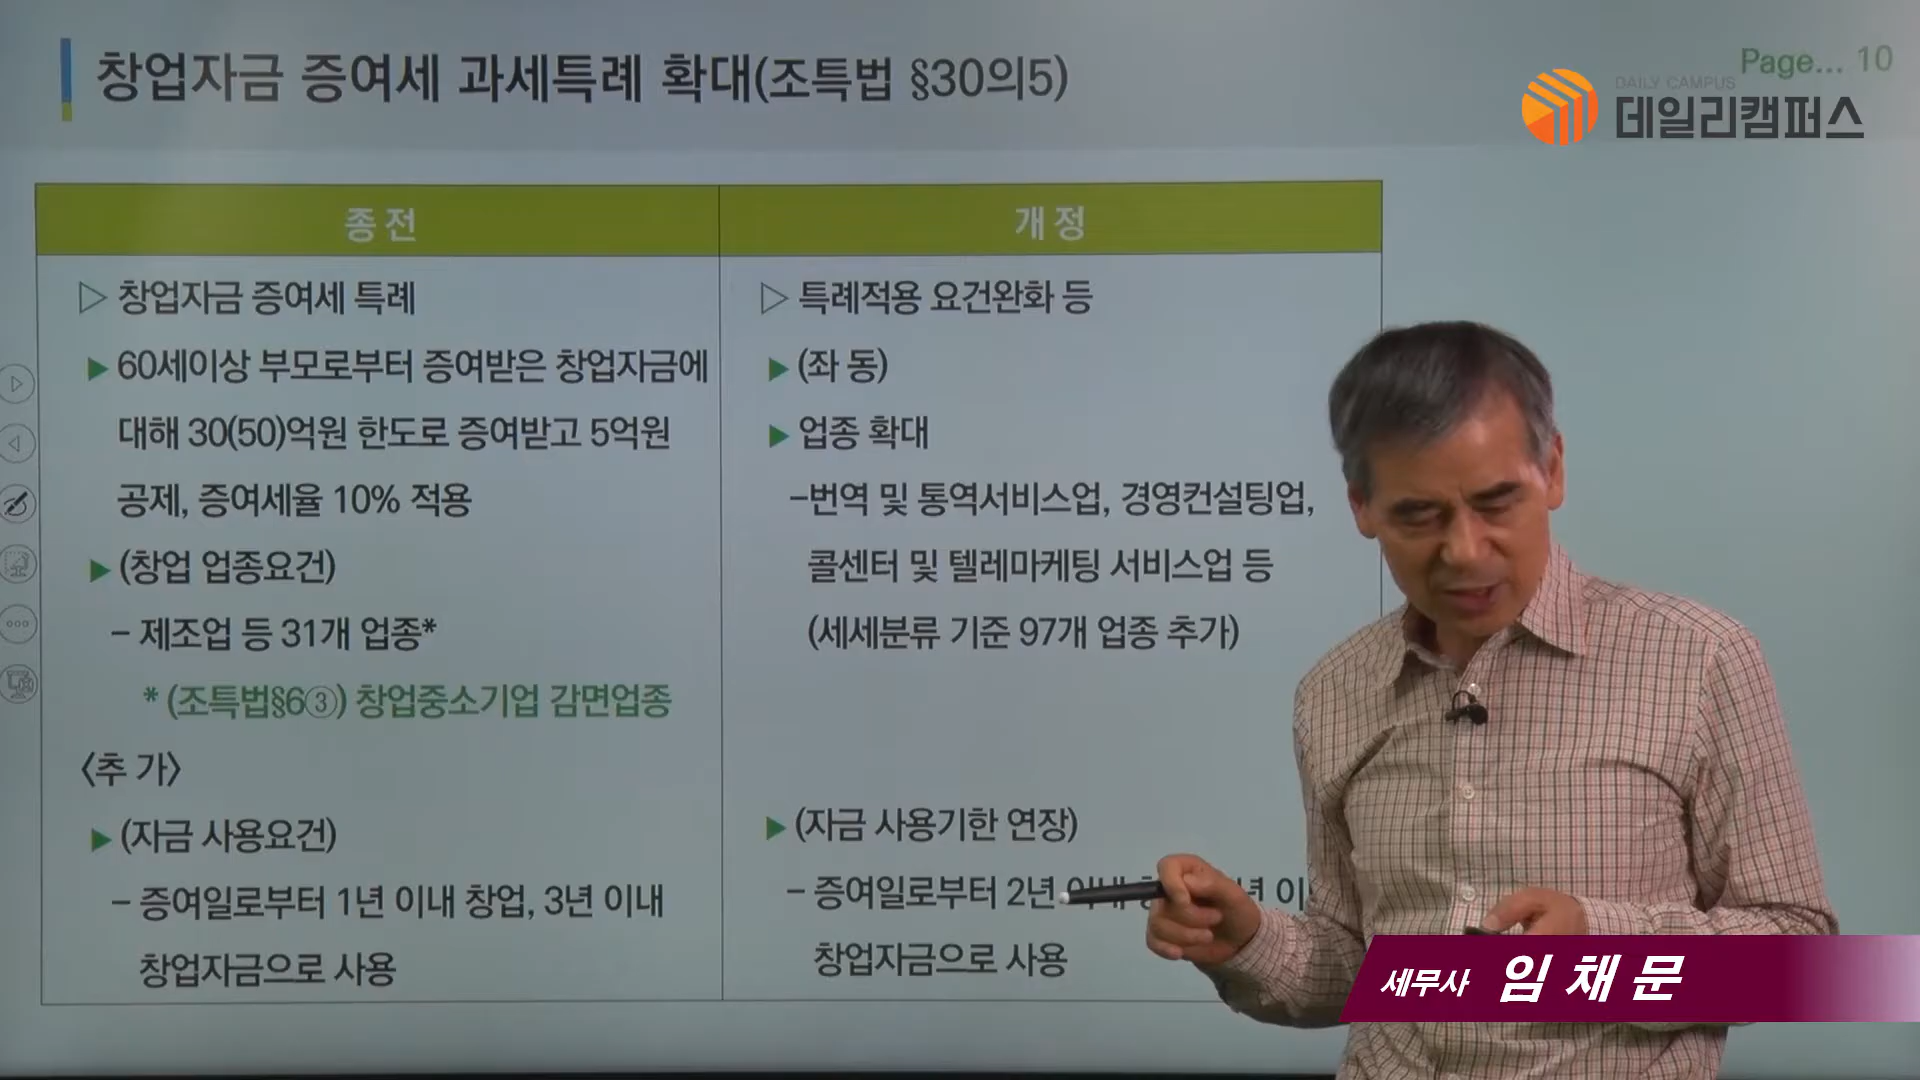 창업자금 증여세 과세특례 확대(조특법 §30의5)
Page... 10
DAILY CAMPUS
데일리캠퍼스
종 전
▷ 창업자금 증여세 특례
▶ 60세이상 부모로부터 증여받은 창업자금에
대해 30(50)억원 한도로 증여받고 5억원
공제, 증여세율 10% 적용
▶ (창업 업종요건)
– 제조업 등 31개 업종*
* (조특법§6③) 창업중소기업 감면업종
〈추 가〉
▶ (자금 사용요건)
– 증여일로부터 1년 이내 창업, 3년 이내
창업자금으로 사용
개 정
▷ 특례적용 요건완화 등
▶ (좌 동)
▶ 업종 확대
–번역 및 통역서비스업, 경영컨설팅업,
콜센터 및 텔레마케팅 서비스업 등
(세세분류 기준 97개 업종 추가)
▶ (자금 사용기한 연장)
– 증여일로부터 2년 이내
창업자금으로 사용
세무사 임 채 문